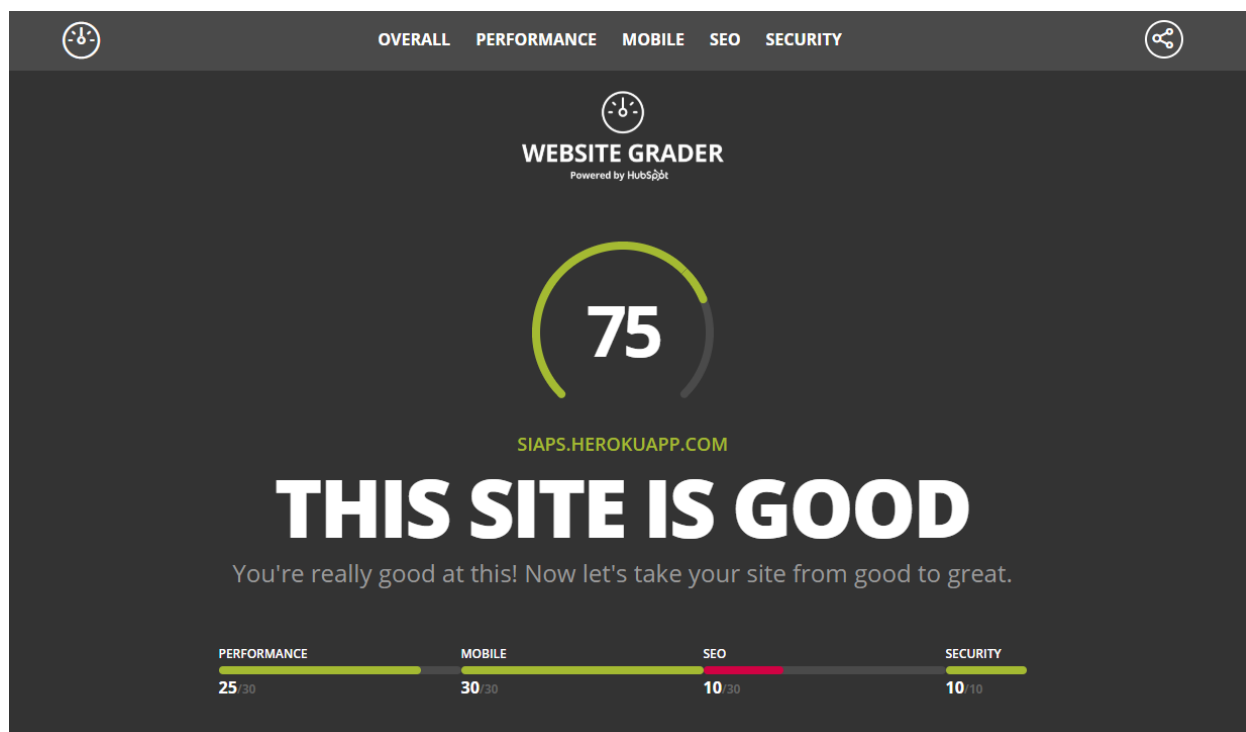 OVERALL PERFORMANCE MOBILE SEO SECURITY
WEBSITE GRADER
Powered by HubSpot
75
SIAPS.HEROKUAPP.COM
THIS SITE IS GOOD
You're really good at this! Now let's take your site from good to great.
PERFORMANCE MOBILE SEO SECURITY
25/30 30/30 10/30 10/10